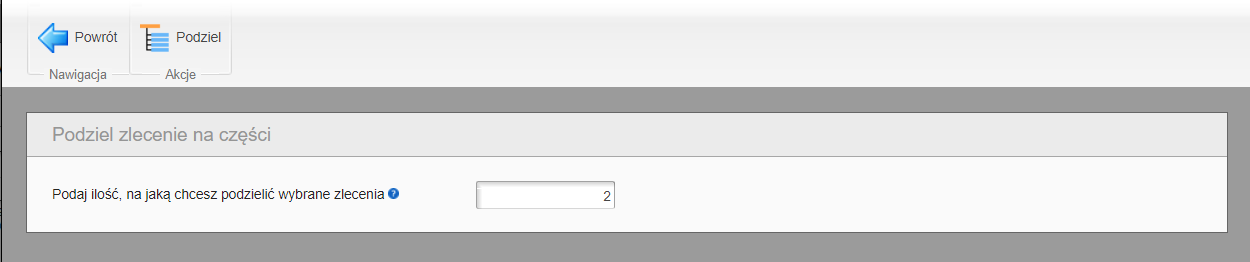 Powrót Podziel
Nawigacja Akcje
Podziel zlecenie na części
Podaj ilość, na jaką chcesz podzielić wybrane zlecenia ? 2